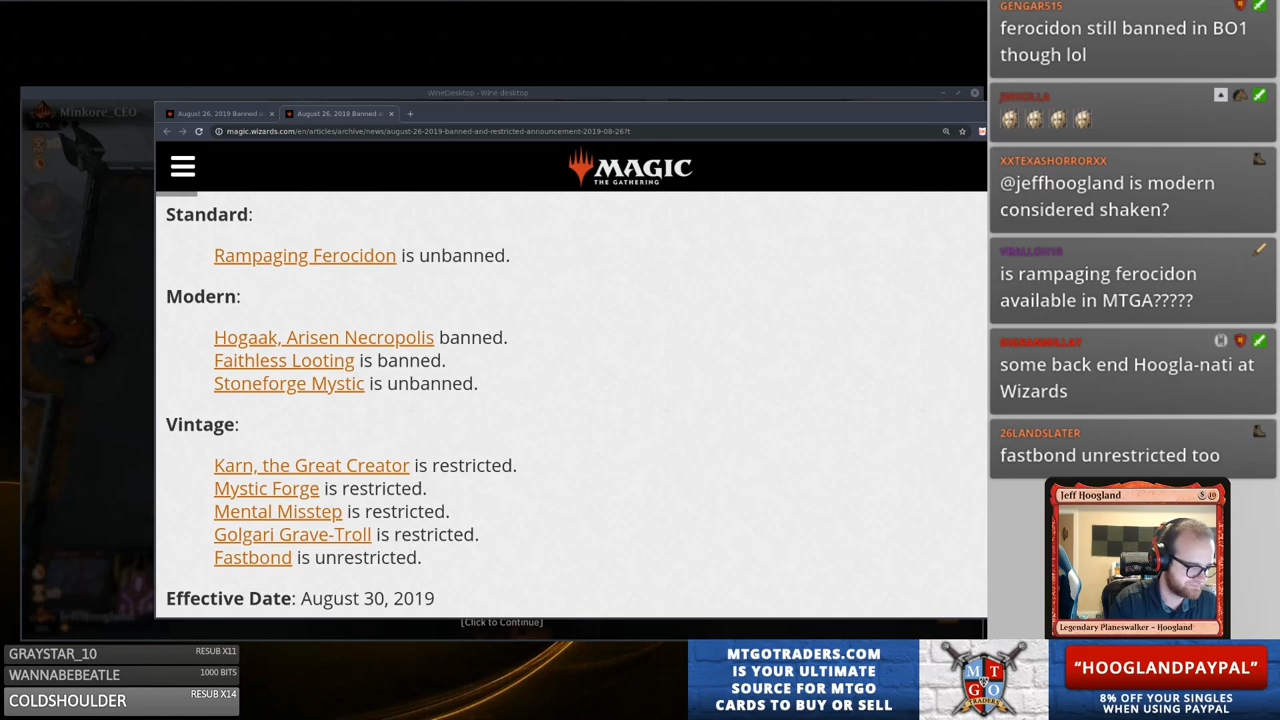 Minkore_CEO
WineDesktop - Wine desktop
August 26, 2019 Banned
August 26, 2019 Banned
magic.wizards.com/en/articles/archive/news/august-26-2019-banned-and-restricted-announcement-2019-08-26?t
MAGIC
THE GATHERING
Standard:
Rampaging Ferocidon is unbanned.
Modern:
Hogaak, Arisen Necropolis banned.
Faithless Looting is banned.
Stoneforge Mystic is unbanned.
Vintage:
Karn, the Great Creator is restricted.
Mystic Forge is restricted.
Mental Misstep is restricted.
Golgari Grave-Troll is restricted.
Fastbond is unrestricted.
Effective Date: August 30, 2019
[Click to Continue]
GENGAR515
ferocidon still banned in BO1
though lol
XXTEXASHORRORXX
@jeffhoogland is modern
considered shaken?
is rampaging ferocidon
available in MTGA?????
some back end Hoogla-nati at
Wizards
26LANDSLATER
fastbond unrestricted too
Jeff Hoogland
Legendary Planeswalker – Hoogland
GRAYSTAR_10 RESUB X11
WANNABEBEATLE 1000 BITS
COLDSHOULDER RESUB X14
MTGOTRADERS.COM
IS YOUR ULTIMATE
SOURCE FOR MTGO
CARDS TO BUY OR SELL
M T
G O
TRADERS
"HOOGLANDPAYPAL"
8% OFF YOUR SINGLES
WHEN USING PAYPAL